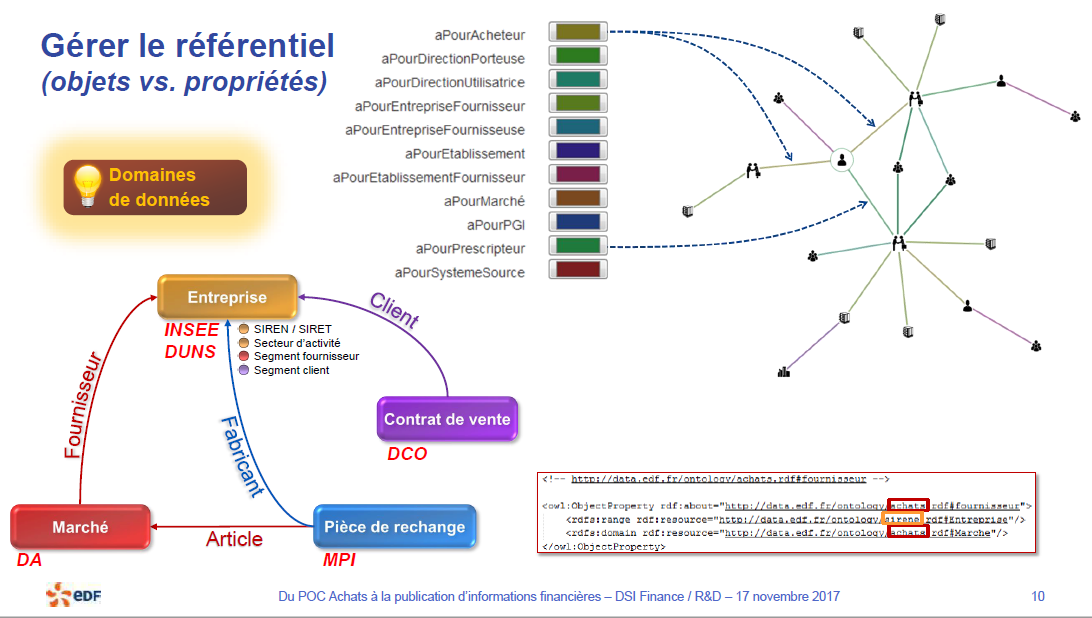 Gérer le référentiel
(objets vs. propriétés)
Domaines
de données
aPourAcheteur
aPourDirectionPorteuse
aPourDirectionUtilisatrice
aPourEntrepriseFournisseur
aPourEntrepriseFournisseuse
aPourEtablissement
aPourEtablissementFournisseur
aPourMarché
aPourPGI
aPourPrescripteur
aPourSystemeSource
Entreprise
INSEE
DUNS
SIREN / SIRET
Secteur d'activité
Segment fournisseur
Segment client
Client
Fournisseur
Fabricant
Contrat de vente
DCO
Marché
DA
Article
Pièce de rechange
MPI
<!-- http://data.edf.fr/ontology/achats.rdf#fournisseur -->
<owl:ObjectProperty rdf:about="http://data.edf.fr/ontology/achats.rdf#fournisseur">
<rdfs:range rdf:resource="http://data.edf.fr/ontology/sirene.rdf#Entreprise"/>
<rdfs:domain rdf:resource="http://data.edf.fr/ontology/achats.rdf#Marche"/>
</owl:ObjectProperty>
eDF
Du POC Achats à la publication d'informations financières – DSI Finance / R&D – 17 novembre 2017
10